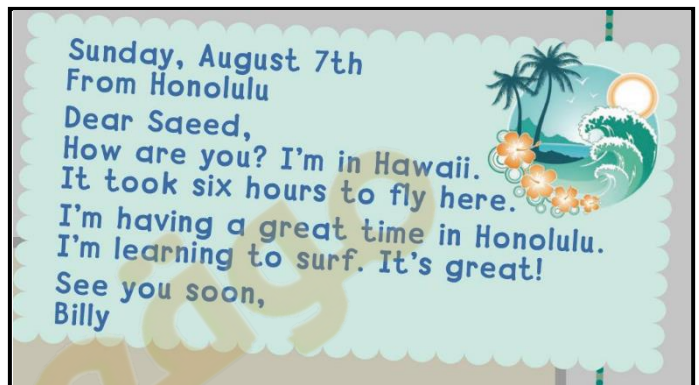 Sunday, August 7th
From Honolulu
Dear Saeed,
How are you? I'm in Hawaii.
It took six hours to fly here.
I'm having a great time in Honolulu.
I'm learning to surf. It's great!
See you soon,
Billy